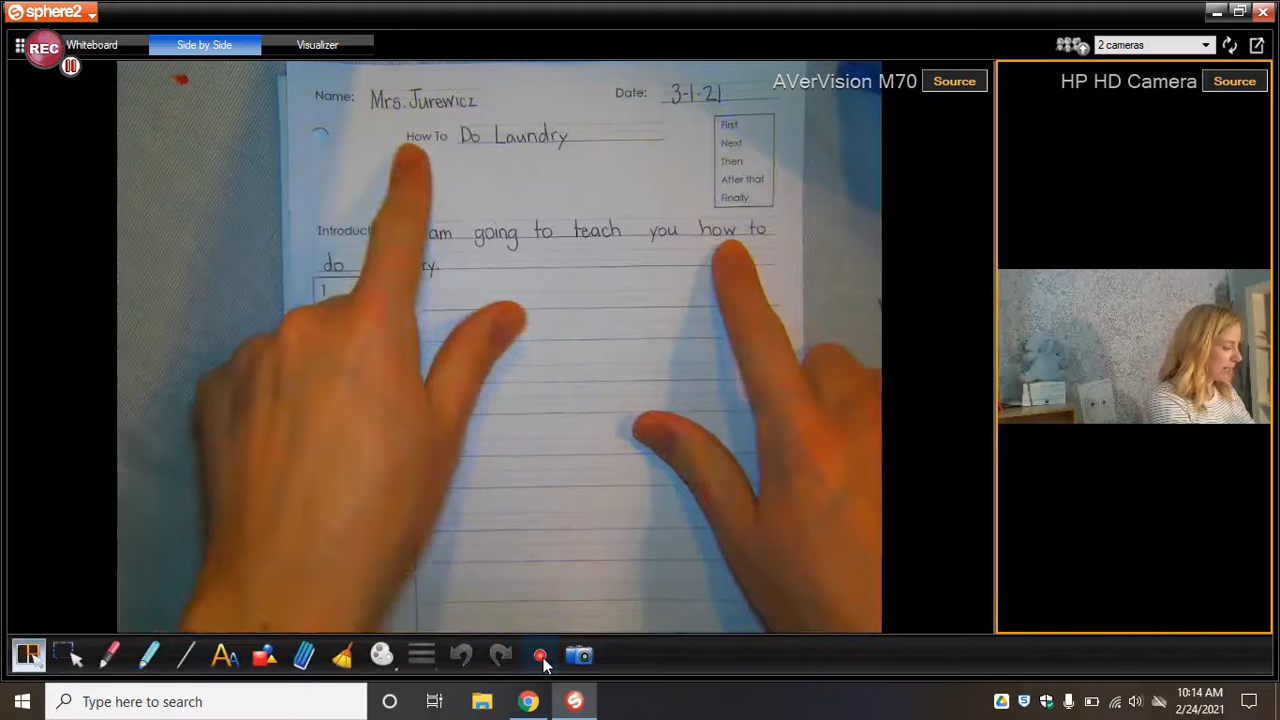 sphere2
REC
Whiteboard
Side by Side
Visualizer
2 cameras
AVerVision M70
Source
HP HD Camera
Source
Name: Mrs. Jurewicz
Date: 3-1-21
How To Do Laundry
First
Next
Then
After that
Finally
am going to teach you how to
do
1
Type here to search
10:14 AM
2/24/2021